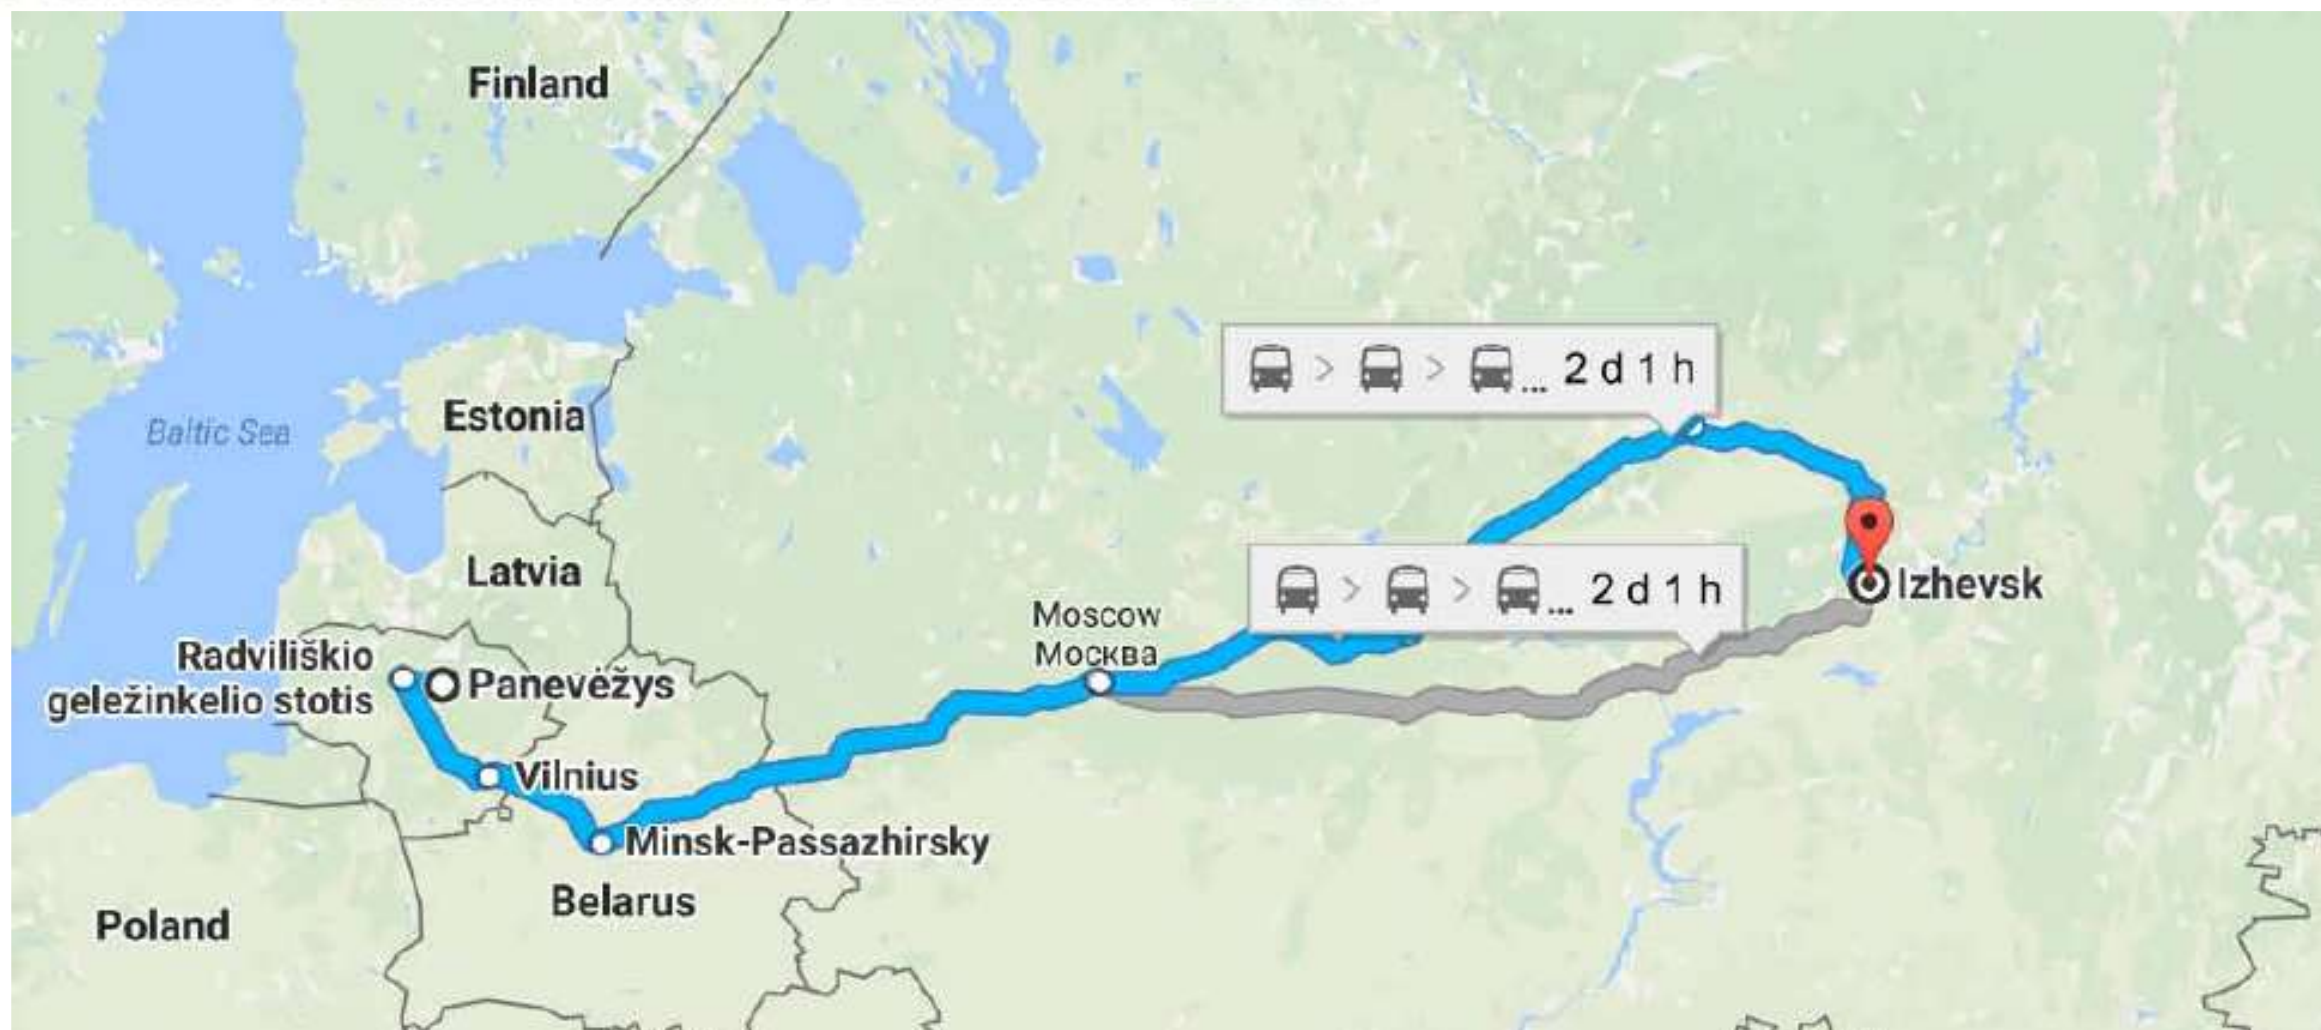 Finland
2 d 1 h
Estonia
Baltic Sea
Latvia
2 d 1 h
Izhevsk
Moscow
Москва
Radviliškio
geležinkelio stotis
Panevėžys
Vilnius
Minsk-Passazhirsky
Belarus
Poland